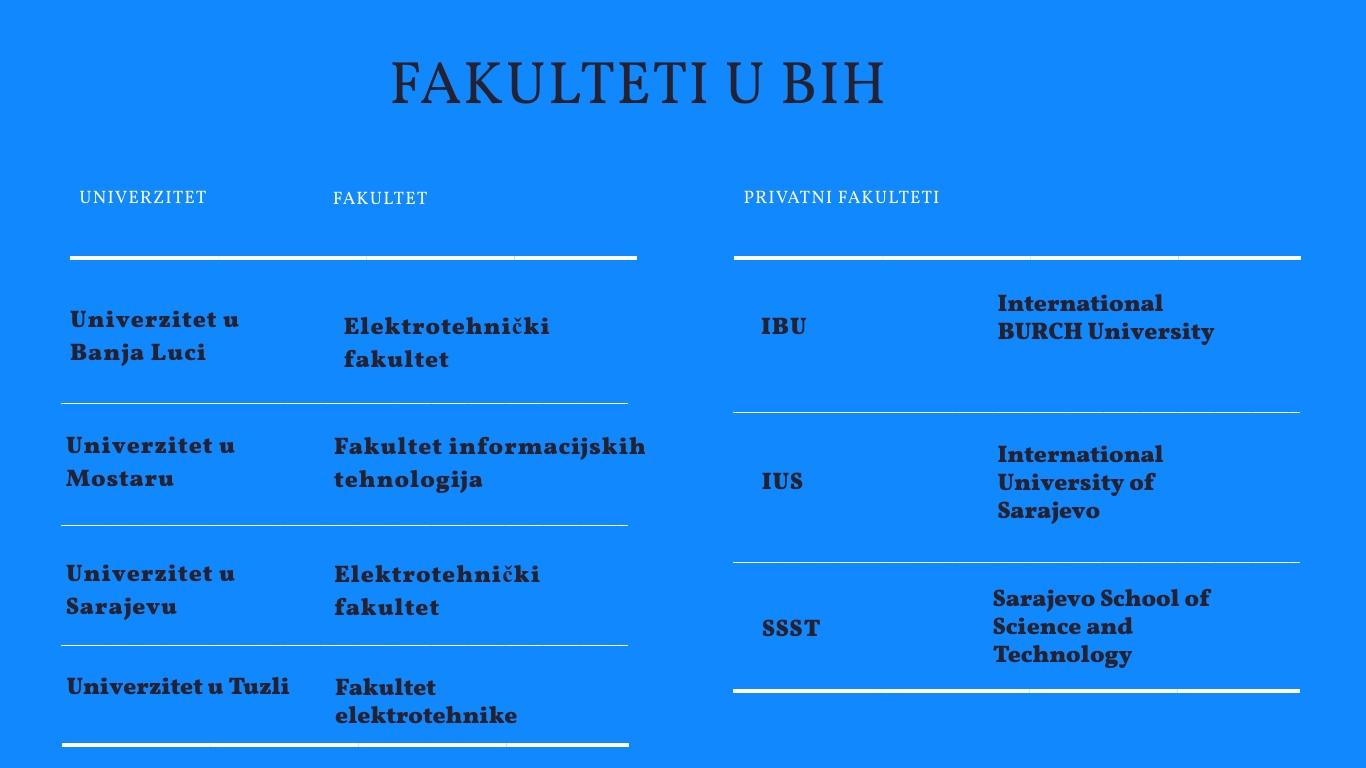 FAKULTETI U BIH
UNIVERZITET
FAKULTET
Univerzitet u
Banja Luci
Elektrotehnički
fakultet
Univerzitet u
Mostaru
Fakultet informacijskih
tehnologija
Univerzitet u
Sarajevu
Elektrotehnički
fakultet
Univerzitet u Tuzli
Fakultet
elektrotehnike
PRIVATNI FAKULTETI
IBU
International
BURCH University
IUS
International
University of
Sarajevo
SSST
Sarajevo School of
Science and
Technology